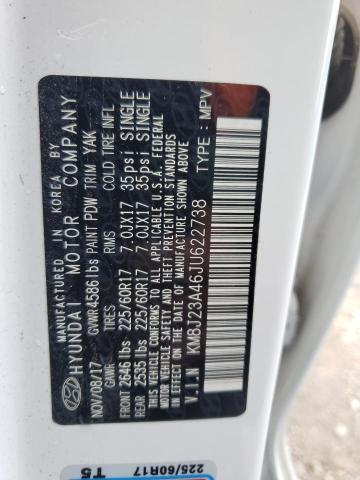 MANUFACTURED IN KOREA BY
HYUNDAI MOTOR COMPANY
NOV/08/17 GVWR 4586 lbs PAINT PDW TRIM YAK
GAWR TIRES RIMS COLD TIRE INFL
FRONT 2646 lbs 225/60R17 7.0JX17 35psi SINGLE
REAR 2535 lbs 225/60R17 7.0JX17 35psi SINGLE
THIS VEHICLE CONFORMS TO ALL APPLICABLE U.S.A. FEDERAL
MOTOR VEHICLE SAFETY, BUMPER, AND THEFT PREVENTION
STANDARDS IN EFFECT ON THE DATE OF MANUFACTURE SHOWN ABOVE
V.I.N : KM8J23A46JU622738 TYPE : MPV
225/60R17
T5